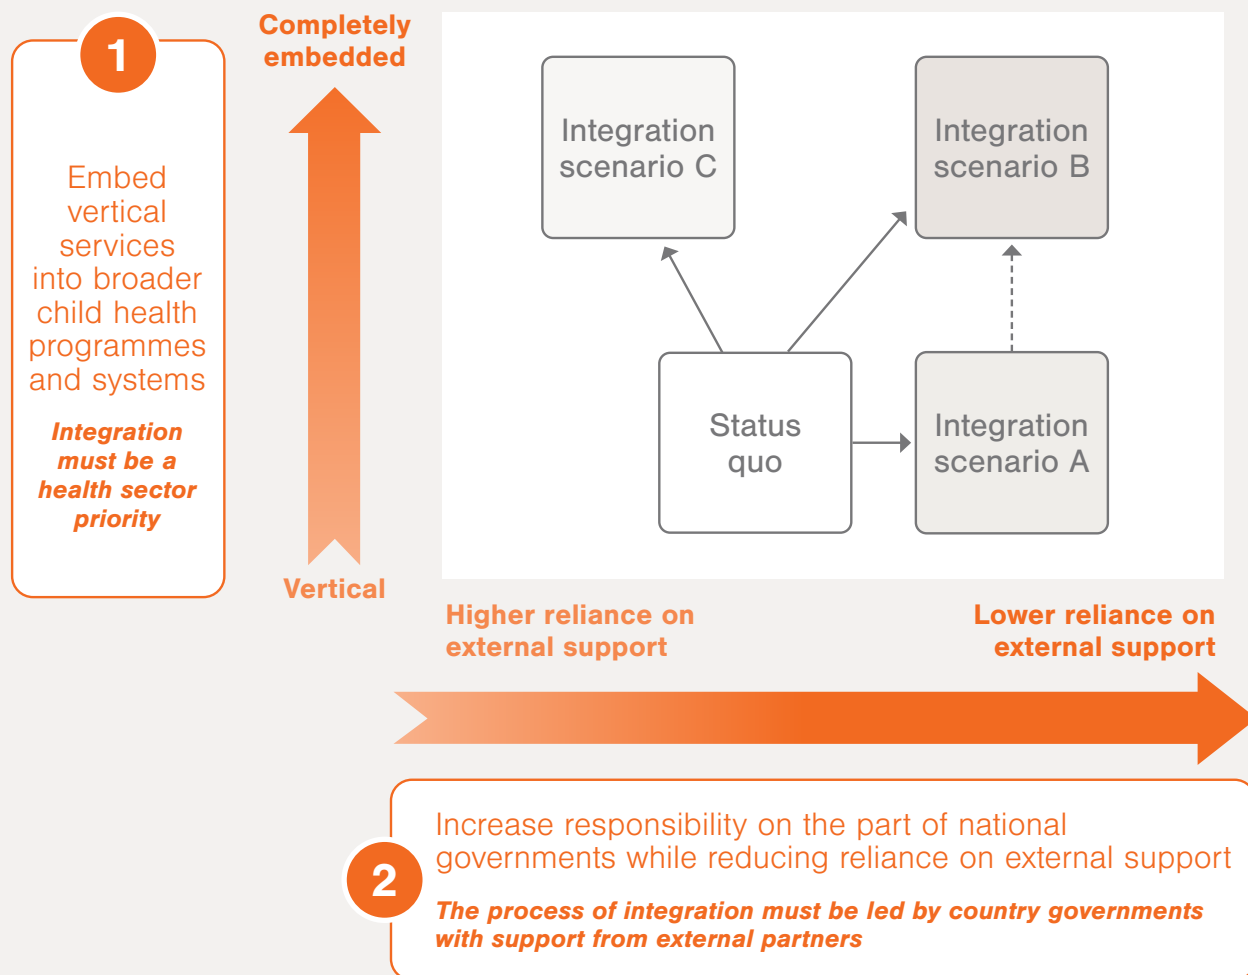 1
Embed
vertical
services
into broader
child health
programmes
and systems
Integration
must be a
health sector
priority
Completely
embedded
Vertical
Integration
scenario C
Integration
scenario B
Status
quo
Integration
scenario A
Higher reliance on
external support
Lower reliance on
external support
2
Increase responsibility on the part of national
governments while reducing reliance on external support
The process of integration must be led by country governments
with support from external partners